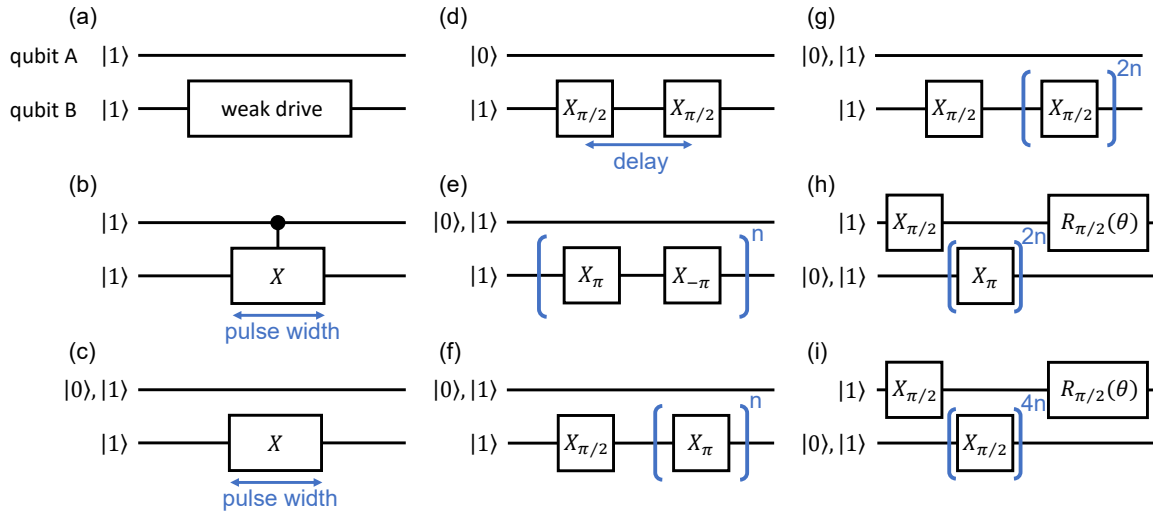 (a)
qubit A |1⟩
qubit B |1⟩ weak drive
(b)
|1⟩
|1⟩ X
pulse width
(c)
|0⟩, |1⟩
|1⟩ X
pulse width
(d)
|0⟩
|1⟩ X_{π/2} X_{π/2}
delay
(e)
|0⟩, |1⟩
n
|1⟩ X_π X_{−π}
(f)
|0⟩, |1⟩
n
|1⟩ X_{π/2} X_π
(g)
|0⟩, |1⟩
2n
|1⟩ X_{π/2} X_{π/2}
(h)
|1⟩ X_{π/2} R_{π/2}(θ)
2n
|0⟩, |1⟩ X_π
(i)
|1⟩ X_{π/2} R_{π/2}(θ)
4n
|0⟩, |1⟩ X_{π/2}